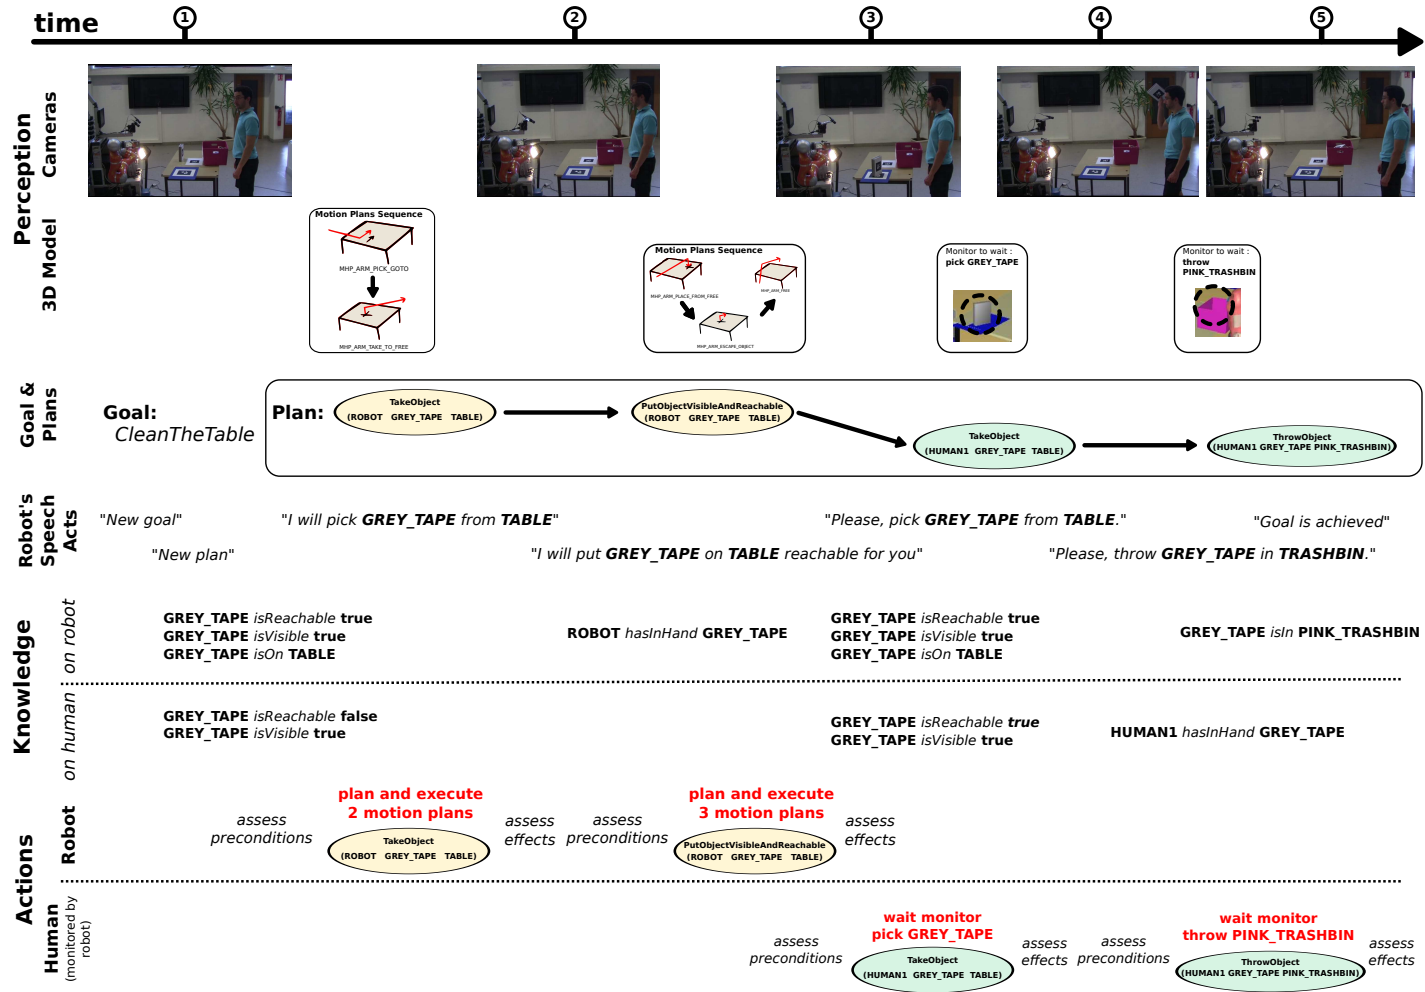 time
1
2
3
4
5
Perception
Cameras
3D Model
Motion Plans Sequence
MHP_ARM_PICK_GOTO
MHP_ARM_TAKE_TO_FREE
Motion Plans Sequence
MHP_ARM_PLACE_FROM_FREE
MHP_ARM_FREE
MHP_ARM_ESCAPE_OBJECT
Monitor to wait :
pick GREY_TAPE
Monitor to wait :
throw
PINK_TRASHBIN
Goal &
Plans
Goal:
CleanTheTable
Plan:
TakeObject
(ROBOT GREY_TAPE TABLE)
PutObjectVisibleAndReachable
(ROBOT GREY_TAPE TABLE)
TakeObject
(HUMAN1 GREY_TAPE TABLE)
ThrowObject
(HUMAN1 GREY_TAPE PINK_TRASHBIN)
Robot's
Speech
Acts
"New goal"
"I will pick GREY_TAPE from TABLE"
"Please, pick GREY_TAPE from TABLE."
"Goal is achieved"
"New plan"
"I will put GREY_TAPE on TABLE reachable for you"
"Please, throw GREY_TAPE in TRASHBIN."
Knowledge
on robot
GREY_TAPE isReachable true
GREY_TAPE isVisible true
GREY_TAPE isOn TABLE
ROBOT hasInHand GREY_TAPE
GREY_TAPE isReachable true
GREY_TAPE isVisible true
GREY_TAPE isOn TABLE
GREY_TAPE isIn PINK_TRASHBIN
on human
GREY_TAPE isReachable false
GREY_TAPE isVisible true
GREY_TAPE isReachable true
GREY_TAPE isVisible true
HUMAN1 hasInHand GREY_TAPE
Actions
Robot
assess
preconditions
plan and execute
2 motion plans
TakeObject
(ROBOT GREY_TAPE TABLE)
assess
effects
assess
preconditions
plan and execute
3 motion plans
PutObjectVisibleAndReachable
(ROBOT GREY_TAPE TABLE)
assess
effects
Human
(monitored by
robot)
assess
preconditions
wait monitor
pick GREY_TAPE
TakeObject
(HUMAN1 GREY_TAPE TABLE)
assess
effects
assess
preconditions
wait monitor
throw PINK_TRASHBIN
ThrowObject
(HUMAN1 GREY_TAPE PINK_TRASHBIN)
assess
effects